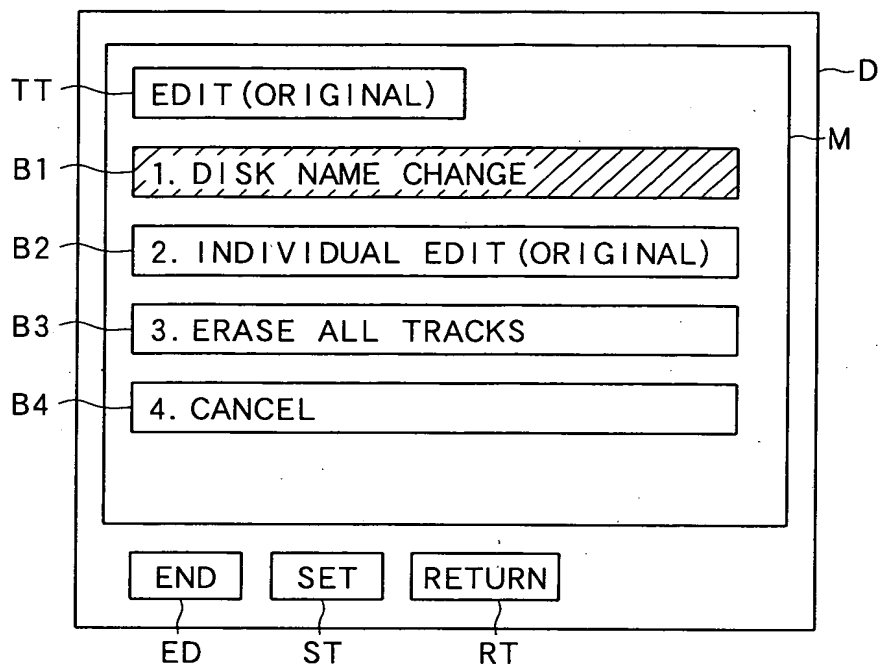 TT
EDIT(ORIGINAL)
D
M
B1
1. DISK NAME CHANGE
B2
2. INDIVIDUAL EDIT(ORIGINAL)
B3
3. ERASE ALL TRACKS
B4
4. CANCEL
END SET RETURN
ED ST RT